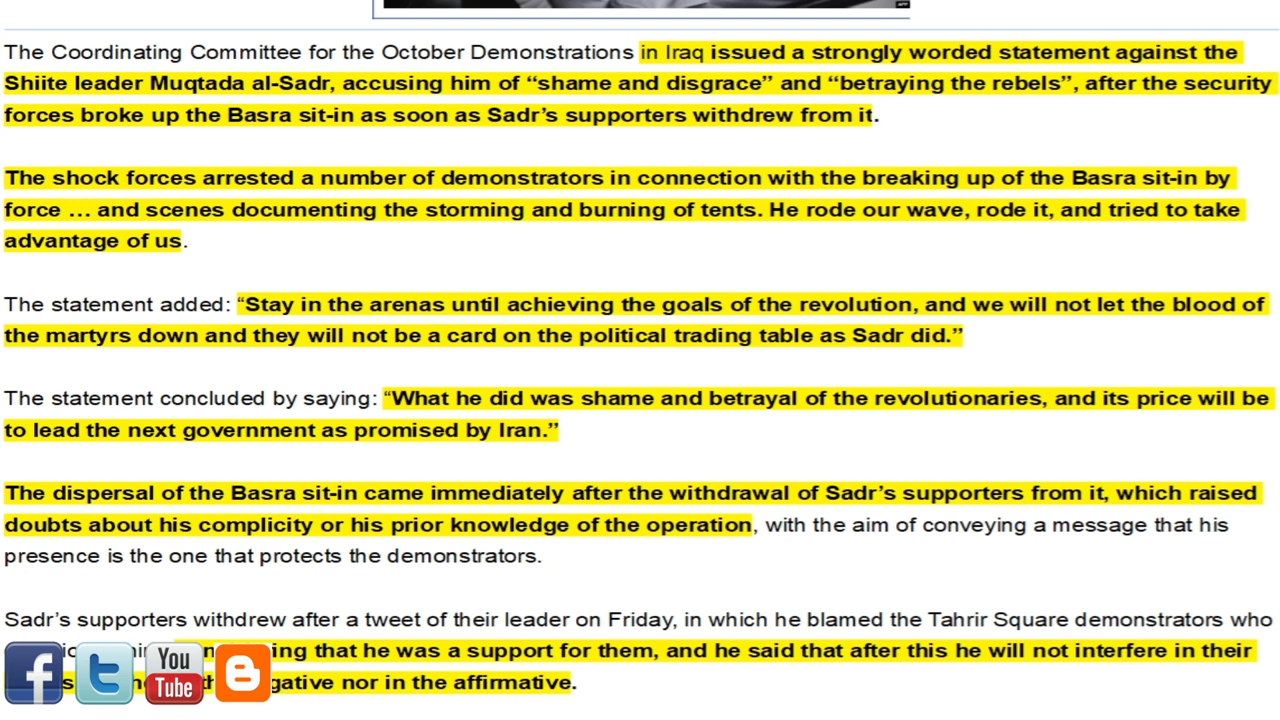 AFP
The Coordinating Committee for the October Demonstrations in Iraq issued a strongly worded statement against the
Shiite leader Muqtada al-Sadr, accusing him of “shame and disgrace” and “betraying the rebels”, after the security
forces broke up the Basra sit-in as soon as Sadr’s supporters withdrew from it.
The shock forces arrested a number of demonstrators in connection with the breaking up of the Basra sit-in by
force … and scenes documenting the storming and burning of tents. He rode our wave, rode it, and tried to take
advantage of us.
The statement added: “Stay in the arenas until achieving the goals of the revolution, and we will not let the blood of
the martyrs down and they will not be a card on the political trading table as Sadr did.”
The statement concluded by saying: “What he did was shame and betrayal of the revolutionaries, and its price will be
to lead the next government as promised by Iran.”
The dispersal of the Basra sit-in came immediately after the withdrawal of Sadr’s supporters from it, which raised
doubts about his complicity or his prior knowledge of the operation, with the aim of conveying a message that his
presence is the one that protects the demonstrators.
Sadr’s supporters withdrew after a tweet of their leader on Friday, in which he blamed the Tahrir Square demonstrators who
that he was a support for them, and he said that after this he will not interfere in their
nor in the affirmative.
f t You Tube B